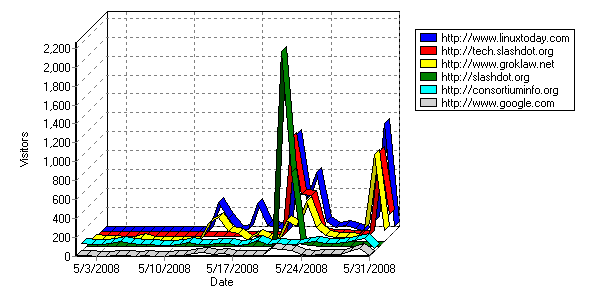 2,200
2,000
1,800
1,600
1,400
1,200
1,000
800
600
400
200
0
Visitors
5/3/2008
5/10/2008
5/17/2008
5/24/2008
5/31/2008
Date
http://www.linuxtoday.com
http://tech.slashdot.org
http://www.groklaw.net
http://slashdot.org
http://consortiuminfo.org
http://www.google.com